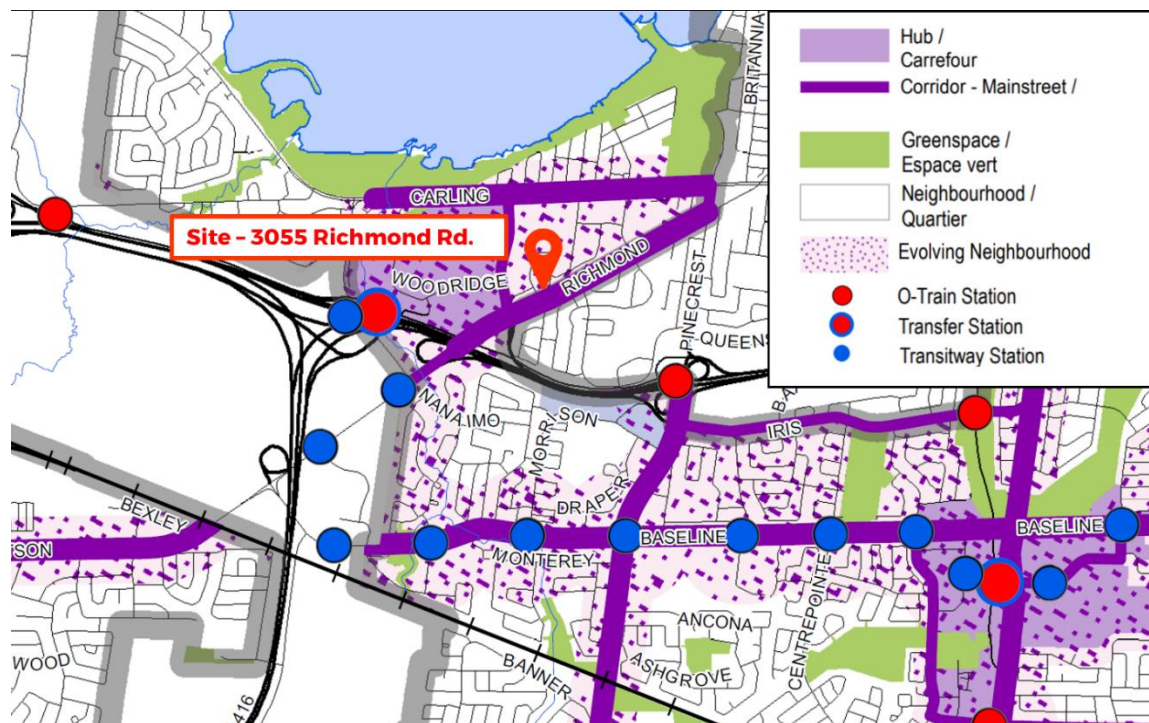 Hub /
Carrefour
Corridor - Mainstreet /
Greenspace /
Espace vert
Neighbourhood /
Quartier
Evolving Neighbourhood
O-Train Station
Transfer Station
Transitway Station
BRITANNIA
CARLING
Site – 3055 Richmond Rd.
WOODRIDGE
RICHMOND
PINECREST
QUEENS
NANAIMO
MORRISON
IRIS
DRAPER
BEXLEY
SON
BASELINE
BASELINE
MONTEREY
CENTREPOINTE
ANCONA
ASHGROVE
BANNER
WOOD
416